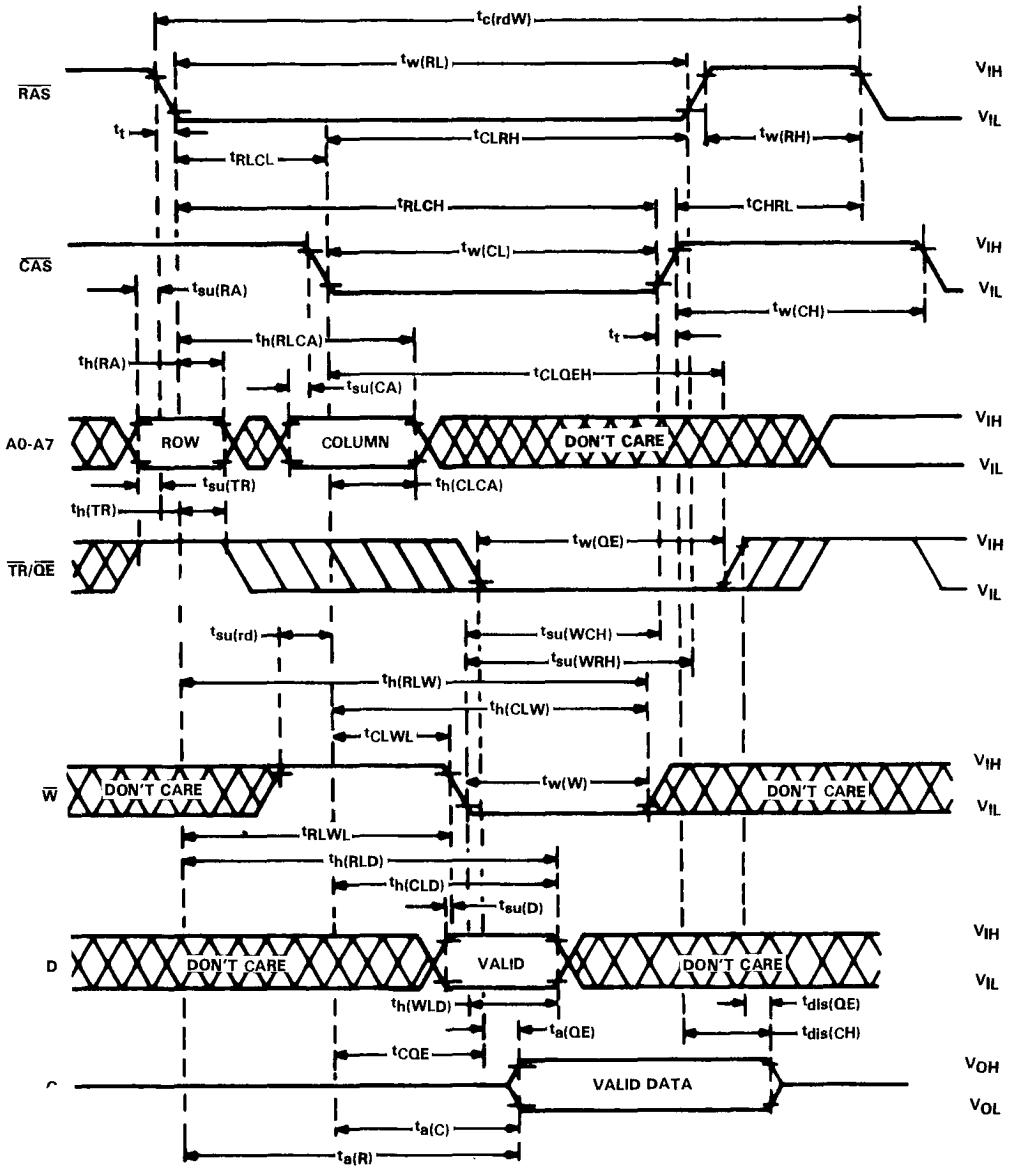 tc(rdW)
tw(RL)
VIH
RAS
VIL
tt
tCLRH
tw(RH)
tRLCL
tRLCH
tCHRL
VIH
CAS
tw(CL)
VIL
tsu(RA)
tw(CH)
th(RLCA)
tt
th(RA)
tCLQEH
tsu(CA)
VIH
A0-A7
ROW
COLUMN
DON'T CARE
VIL
tsu(TR)
th(CLCA)
th(TR)
tw(QE)
VIH
TR/QE
VIL
tsu(rd)
tsu(WCH)
tsu(WRH)
th(RLW)
th(CLW)
tCLWL
VIH
W
DON'T CARE
tw(W)
DON'T CARE
VIL
tRLWL
th(RLD)
th(CLD)
tsu(D)
VIH
D
DON'T CARE
VALID
DON'T CARE
VIL
th(WLD)
tdis(QE)
ta(QE)
tdis(CH)
tCQE
VOH
VALID DATA
VOL
ta(C)
ta(R)